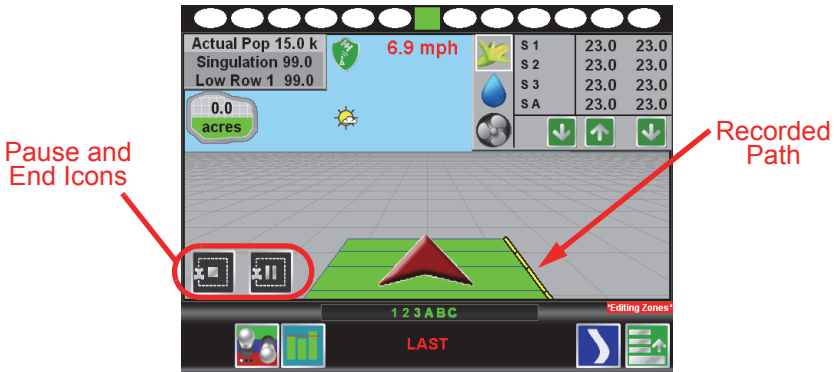 Actual Pop 15.0 k
Singulation 99.0
Low Row 1 99.0
6.9 mph
S 1 23.0 23.0
S 2 23.0 23.0
S 3 23.0 23.0
S A 23.0 23.0
0.0
acres
Pause and
End Icons
Recorded
Path
*Editing Zones*
1 2 3 A B C
LAST